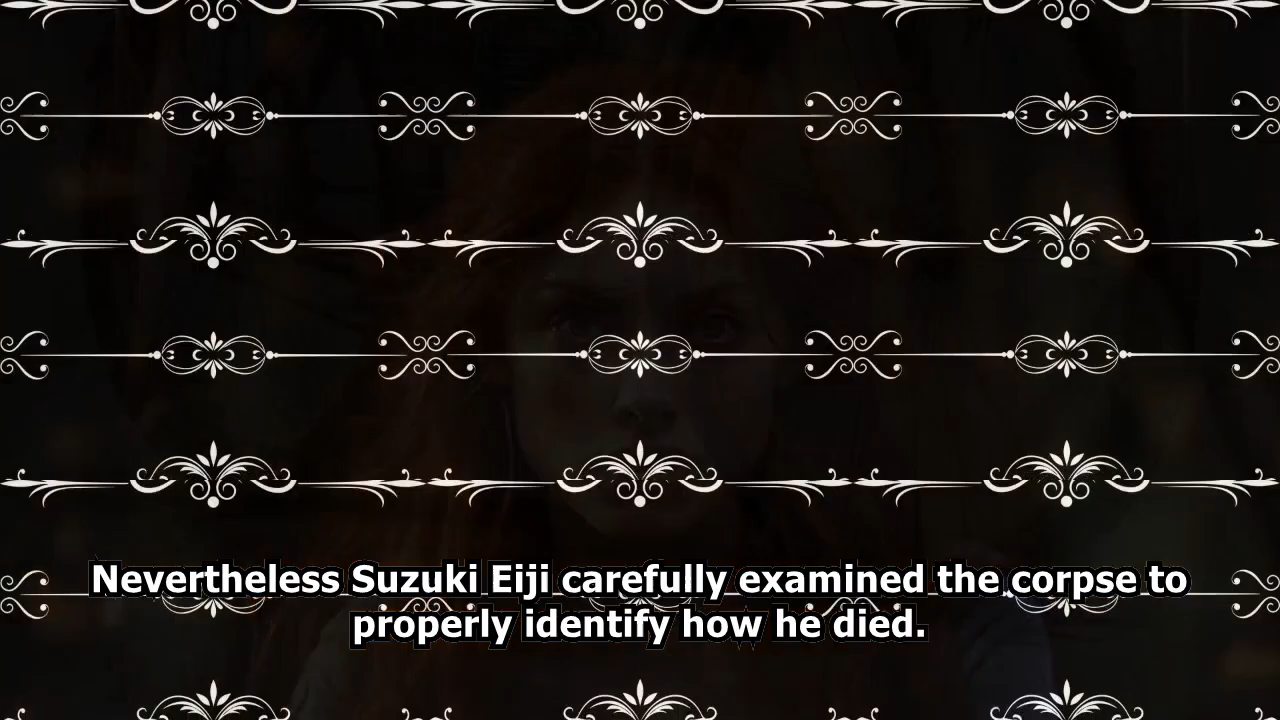 Nevertheless Suzuki Eiji carefully examined the corpse to
properly identify how he died.